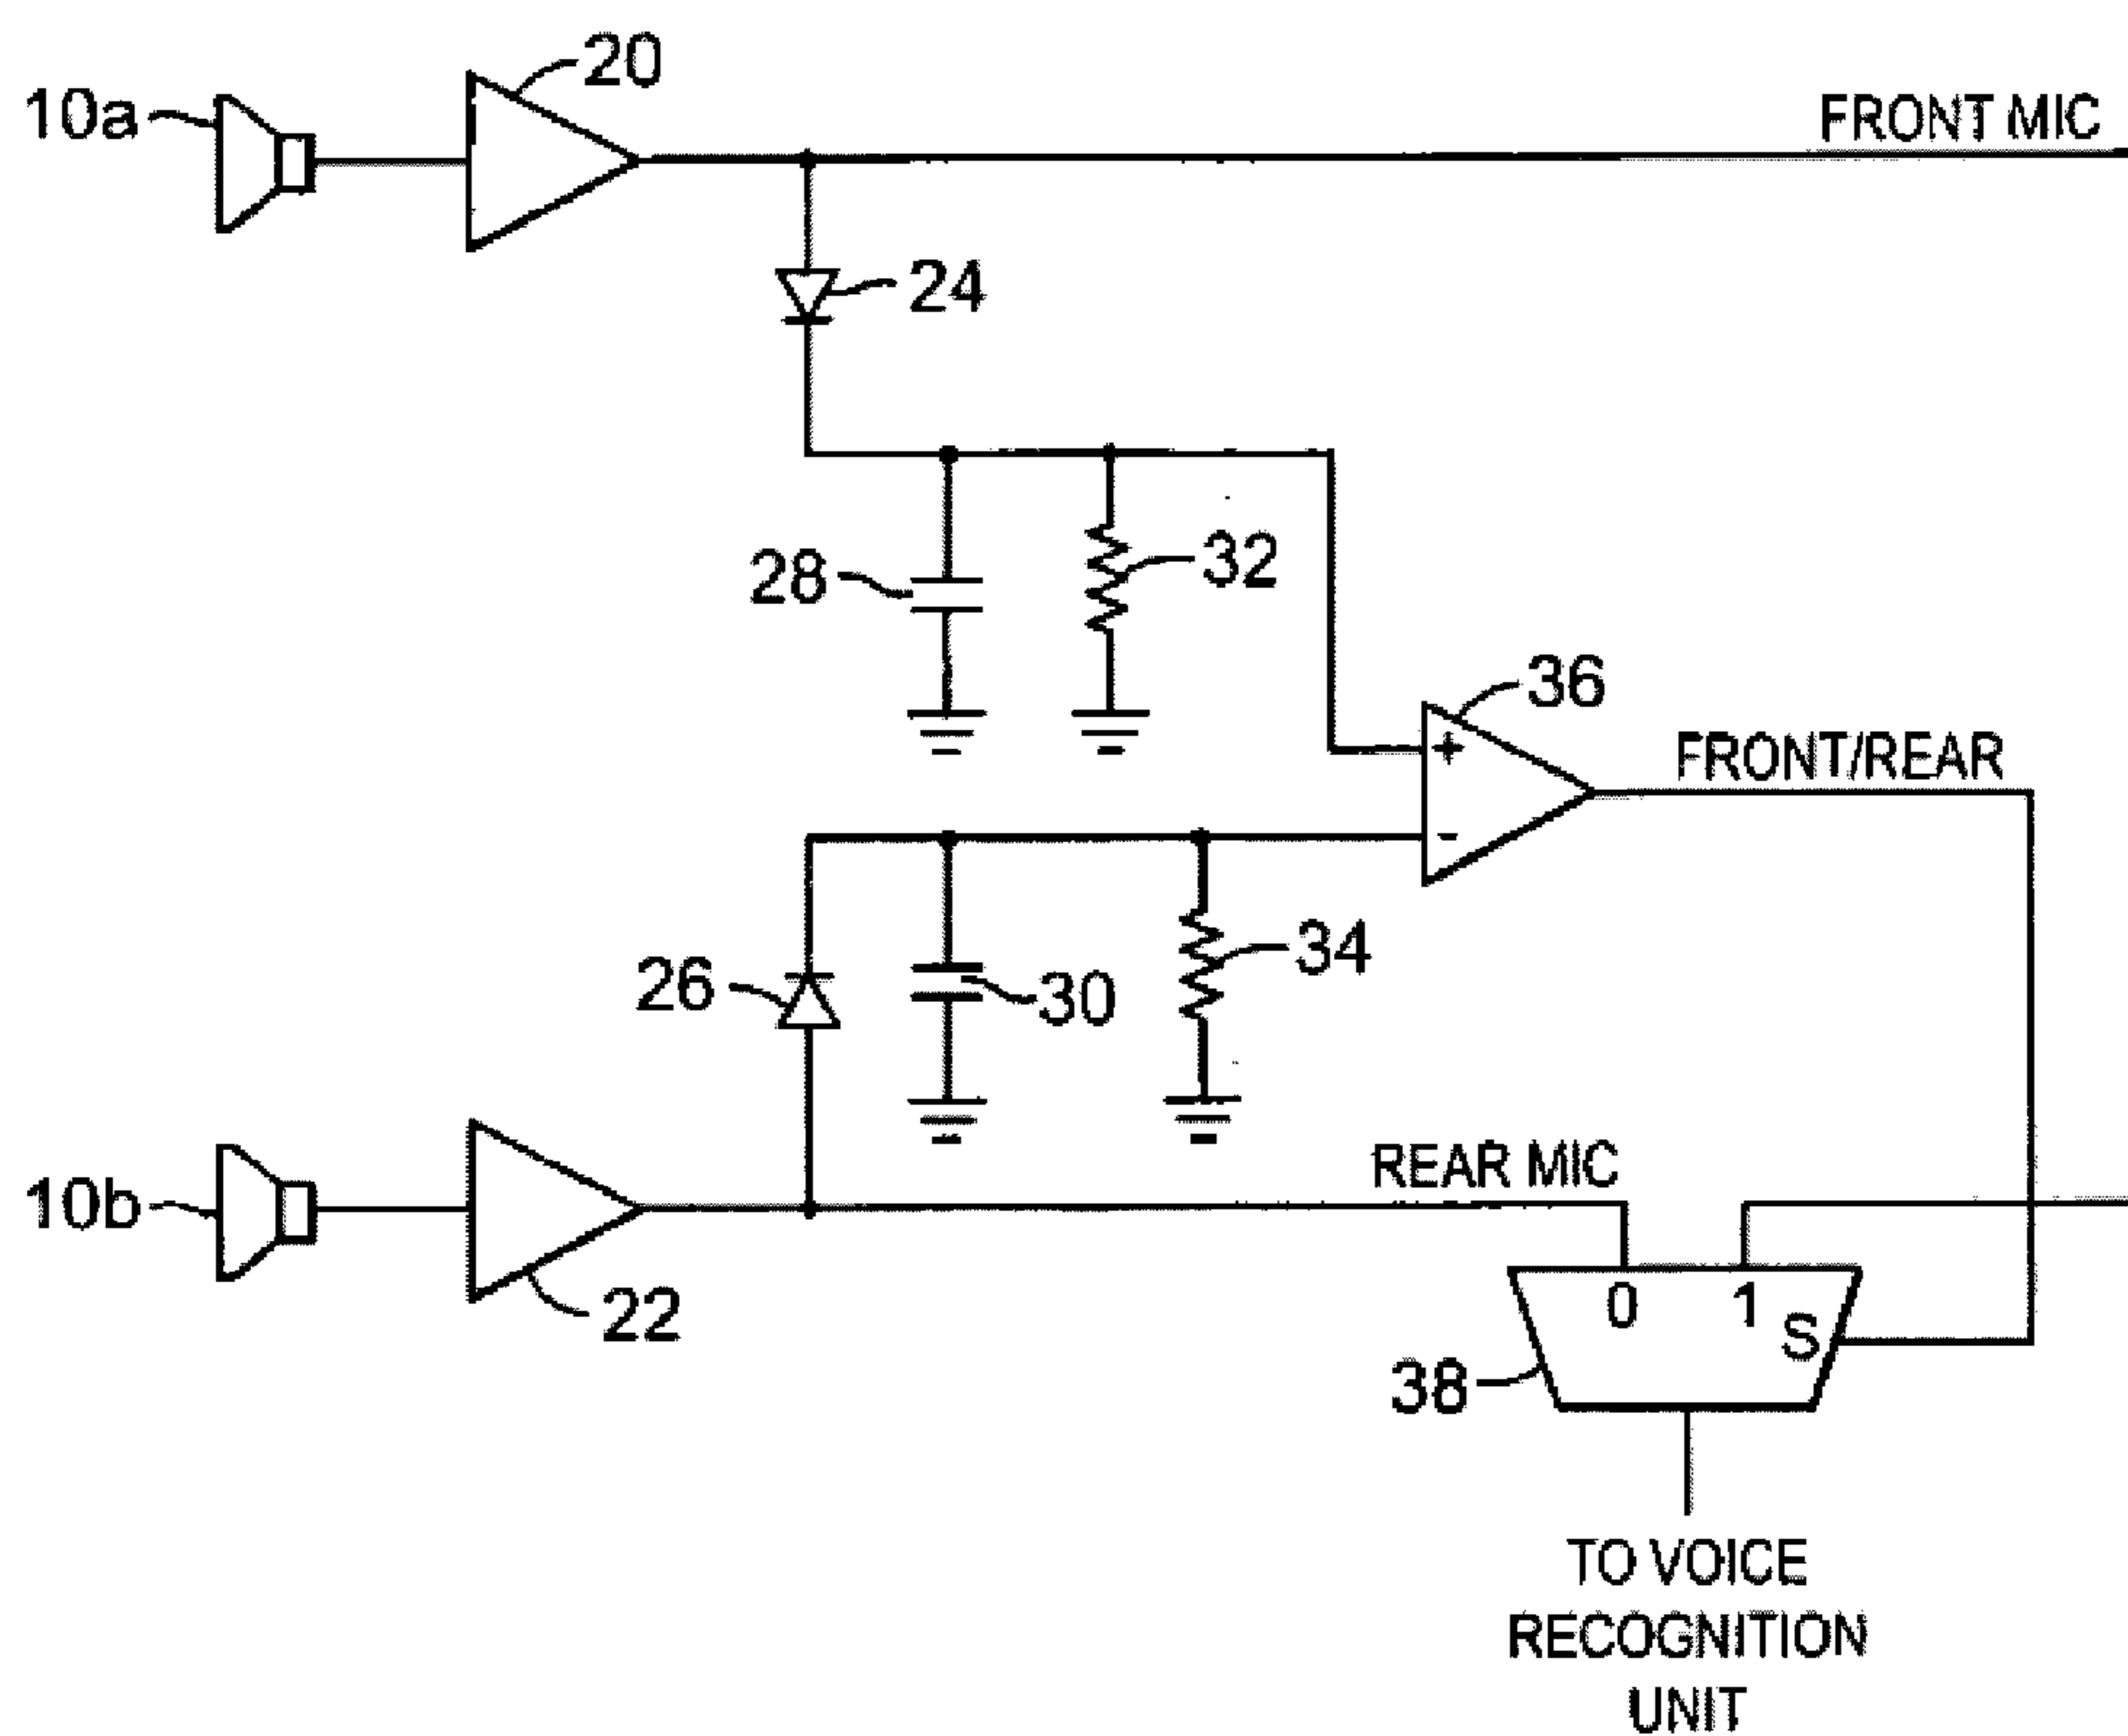 20
10a
FRONT MIC
24
28
32
36
+
FRONT/REAR
-
26
30
34
10b
REAR MIC
22
0 1
S
38
TO VOICE
RECOGNITION
UNIT